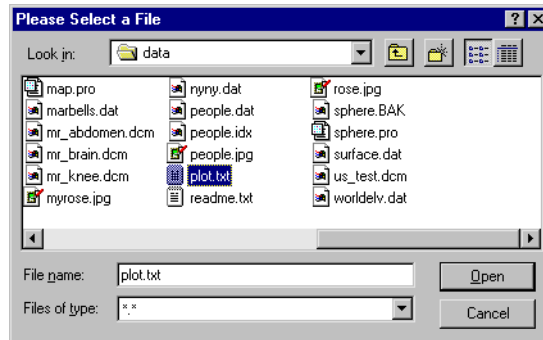 Please Select a File
Look in: data
map.pro nyny.dat rose.jpg
marbells.dat people.dat sphere.BAK
mr_abdomen.dcm people.idx sphere.pro
mr_brain.dcm people.jpg surface.dat
mr_knee.dcm plot.txt us_test.dcm
myrose.jpg readme.txt worldelv.dat
File name: plot.txt Open
Files of type: *.* Cancel